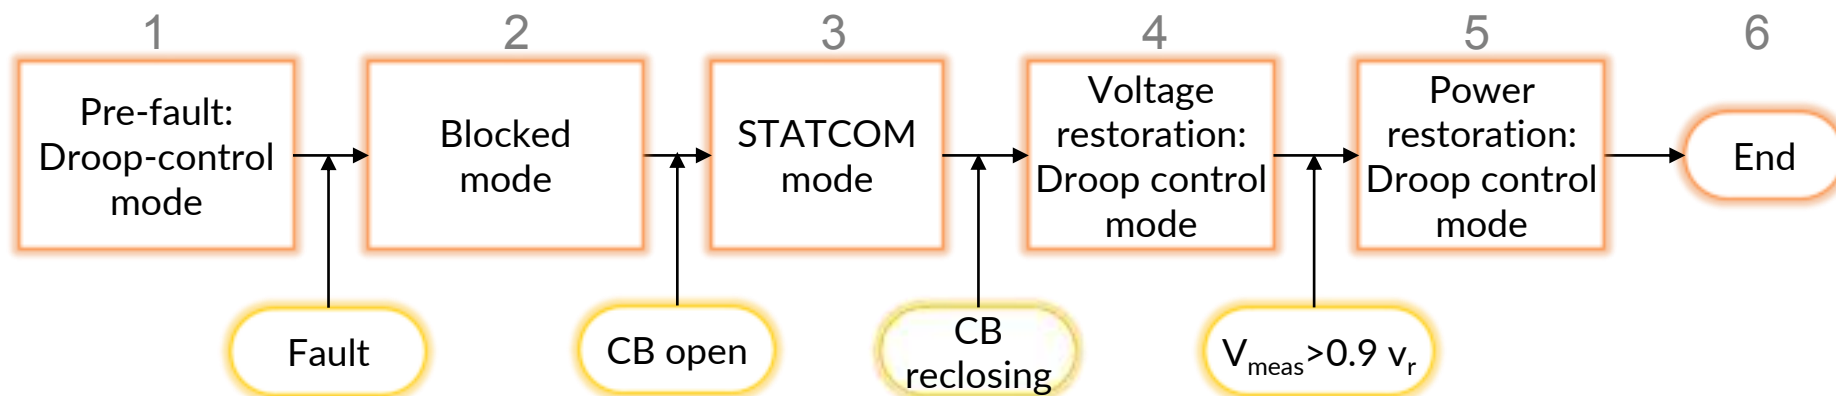 1
2
3
4
5
6
Pre-fault:
Droop-control
mode
Blocked
mode
STATCOM
mode
Voltage
restoration:
Droop control
mode
Power
restoration:
Droop control
mode
End
Fault
CB open
CB
reclosing
Vmeas>0.9 vr